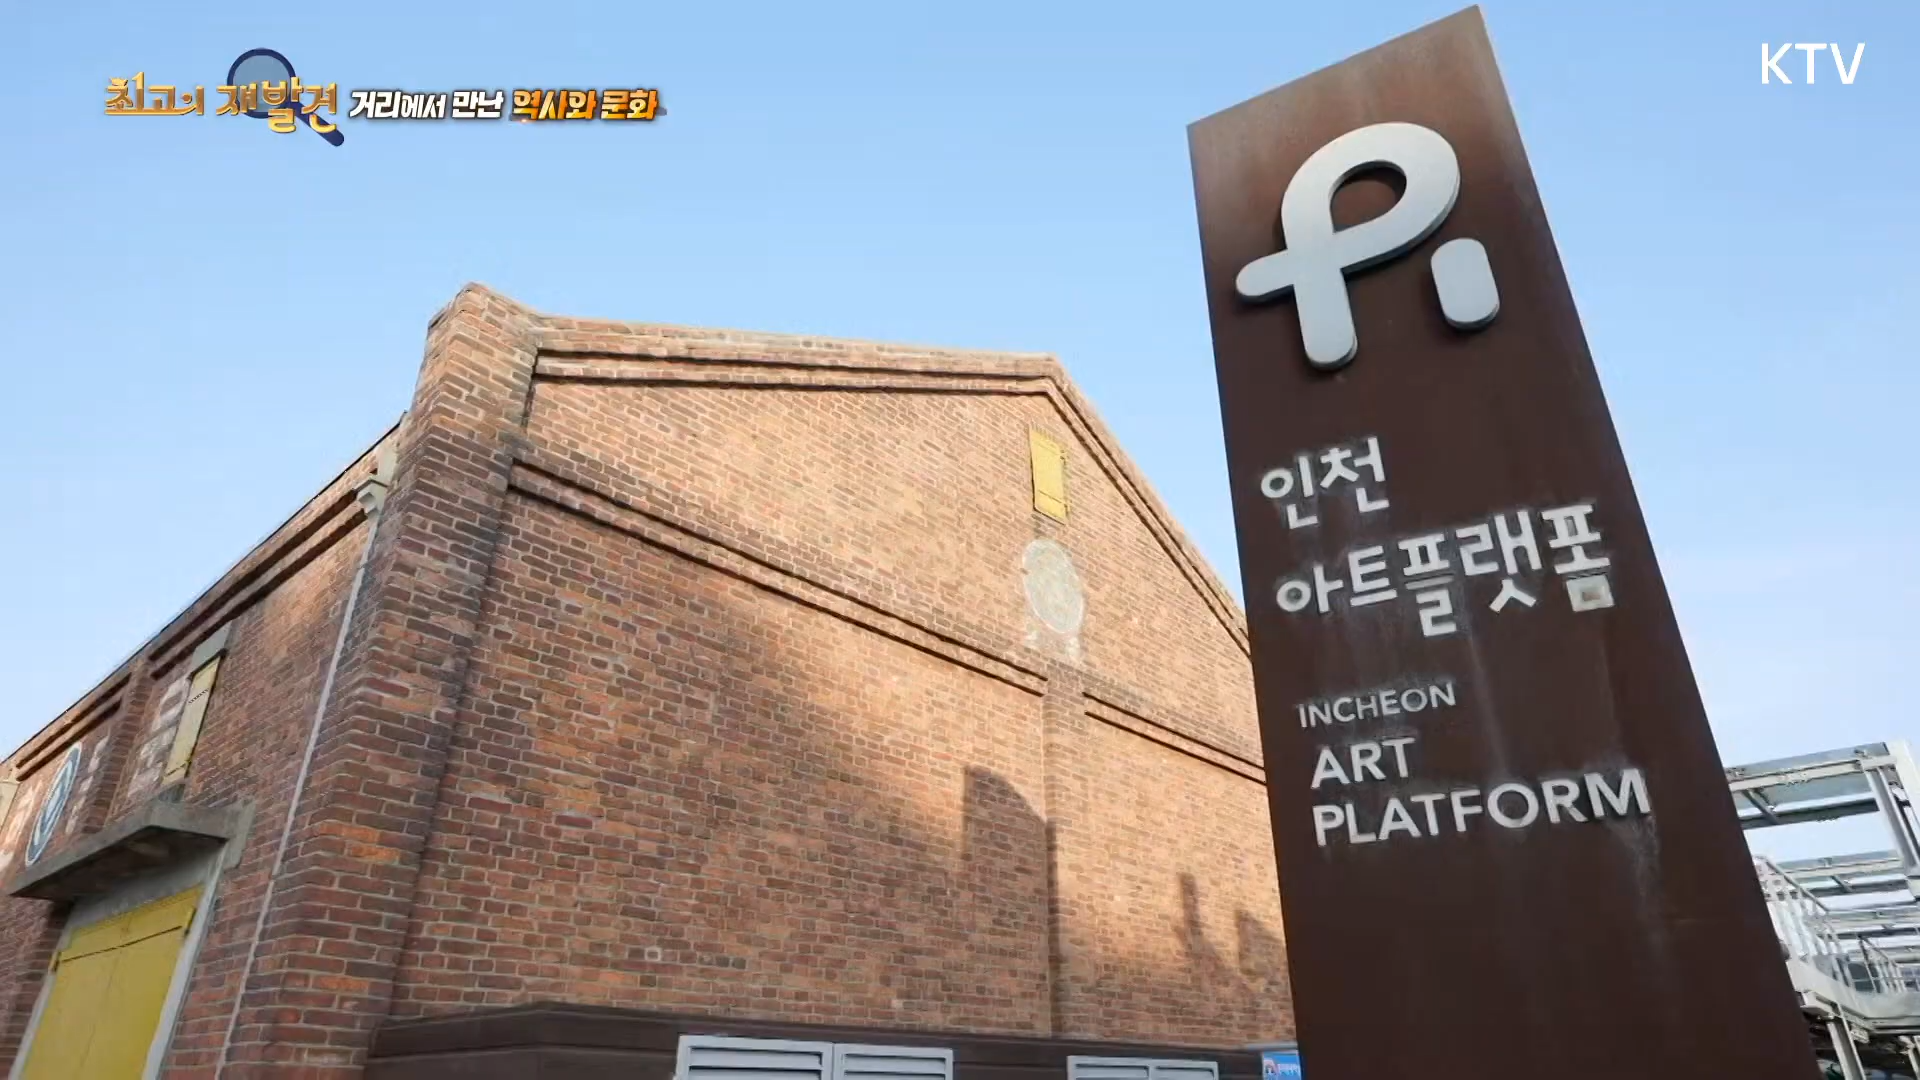 최고의 재발견 거리에서 만난 역사와 문화
KTV
인천
아트플랫폼
INCHEON
ART
PLATFORM